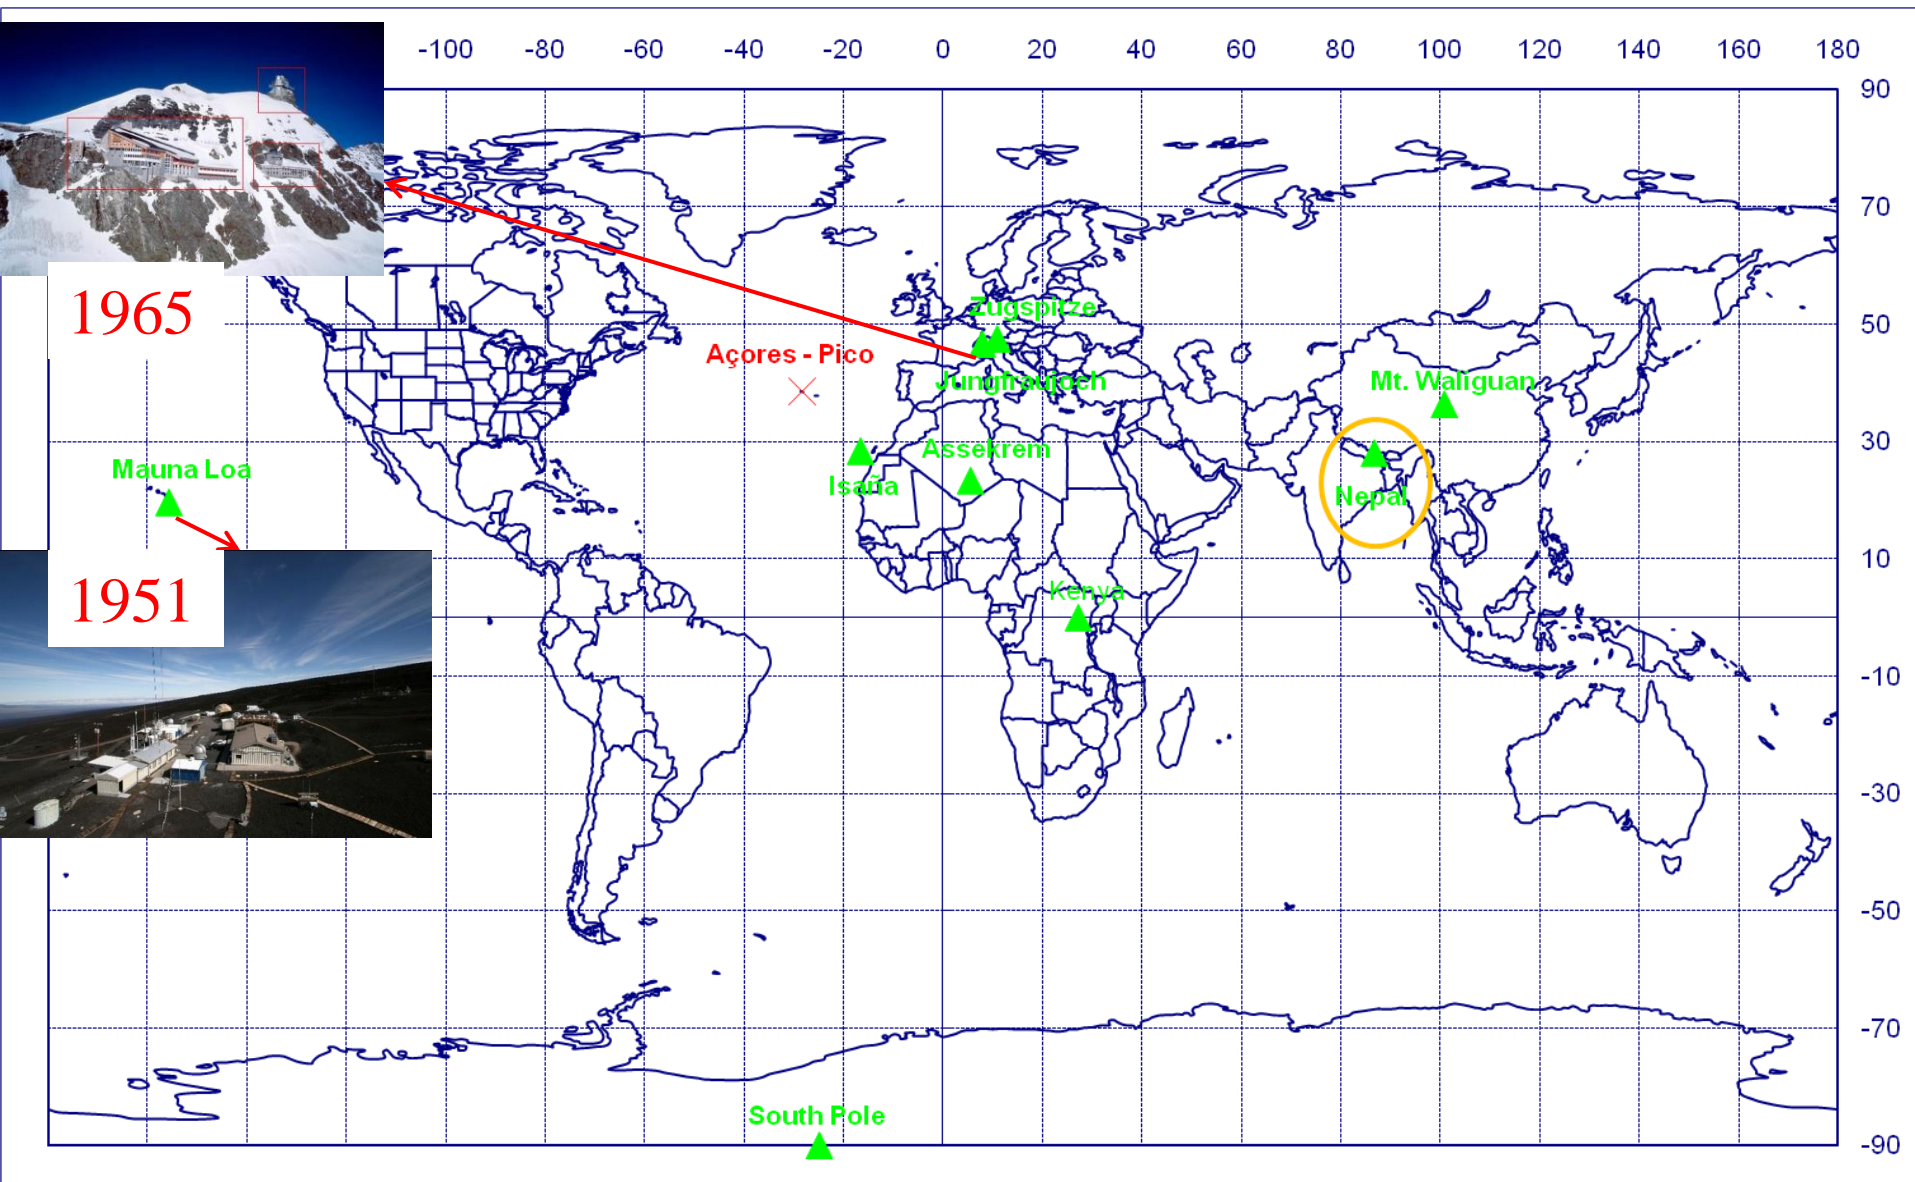 -100 -80 -60 -40 -20 0 20 40 60 80 100 120 140 160 180
90
70
1965
Zugspitze
50
Açores - Pico
Jungfraujoch
Mt. Waliguan
30
Assekrem
Mauna Loa
Isaña
Nepal
10
1951
Kenya
-10
-30
-50
-70
South Pole
-90